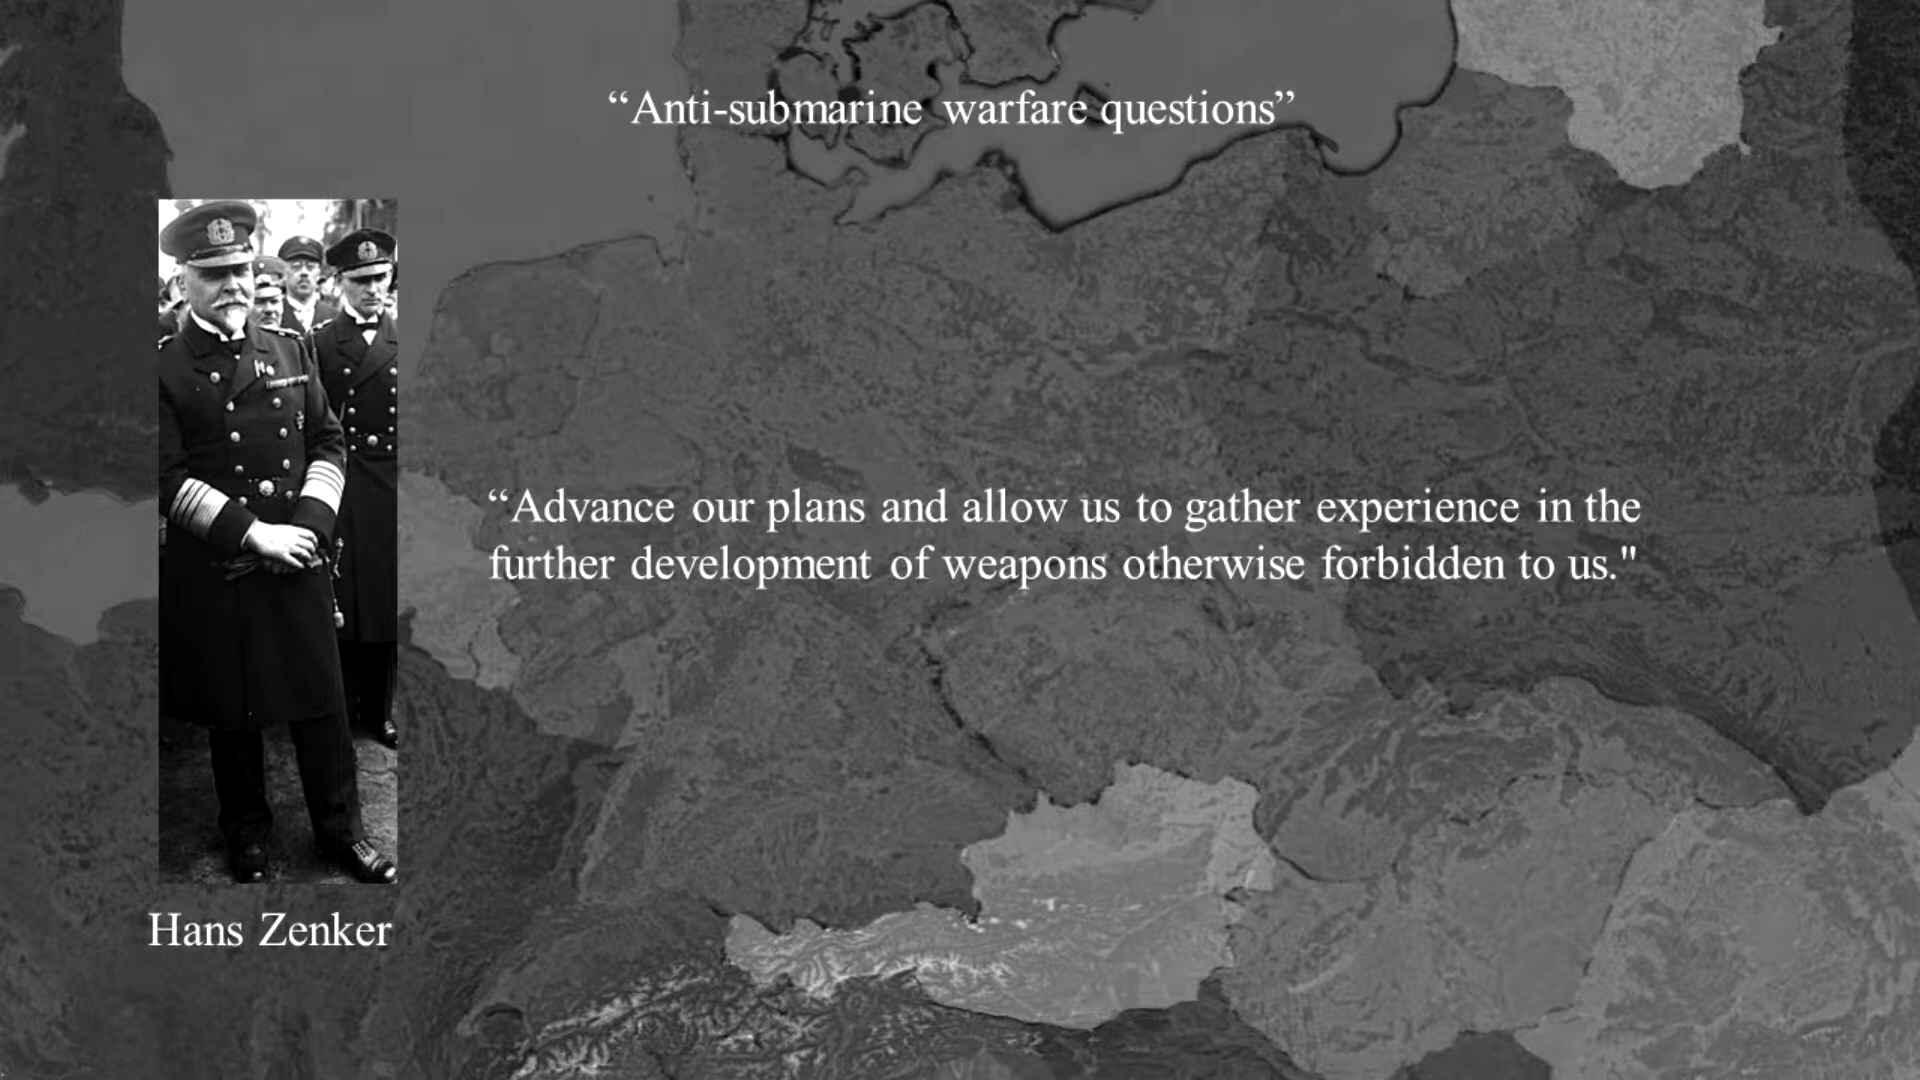 “Anti-submarine warfare questions”
“Advance our plans and allow us to gather experience in the
further development of weapons otherwise forbidden to us."
Hans Zenker